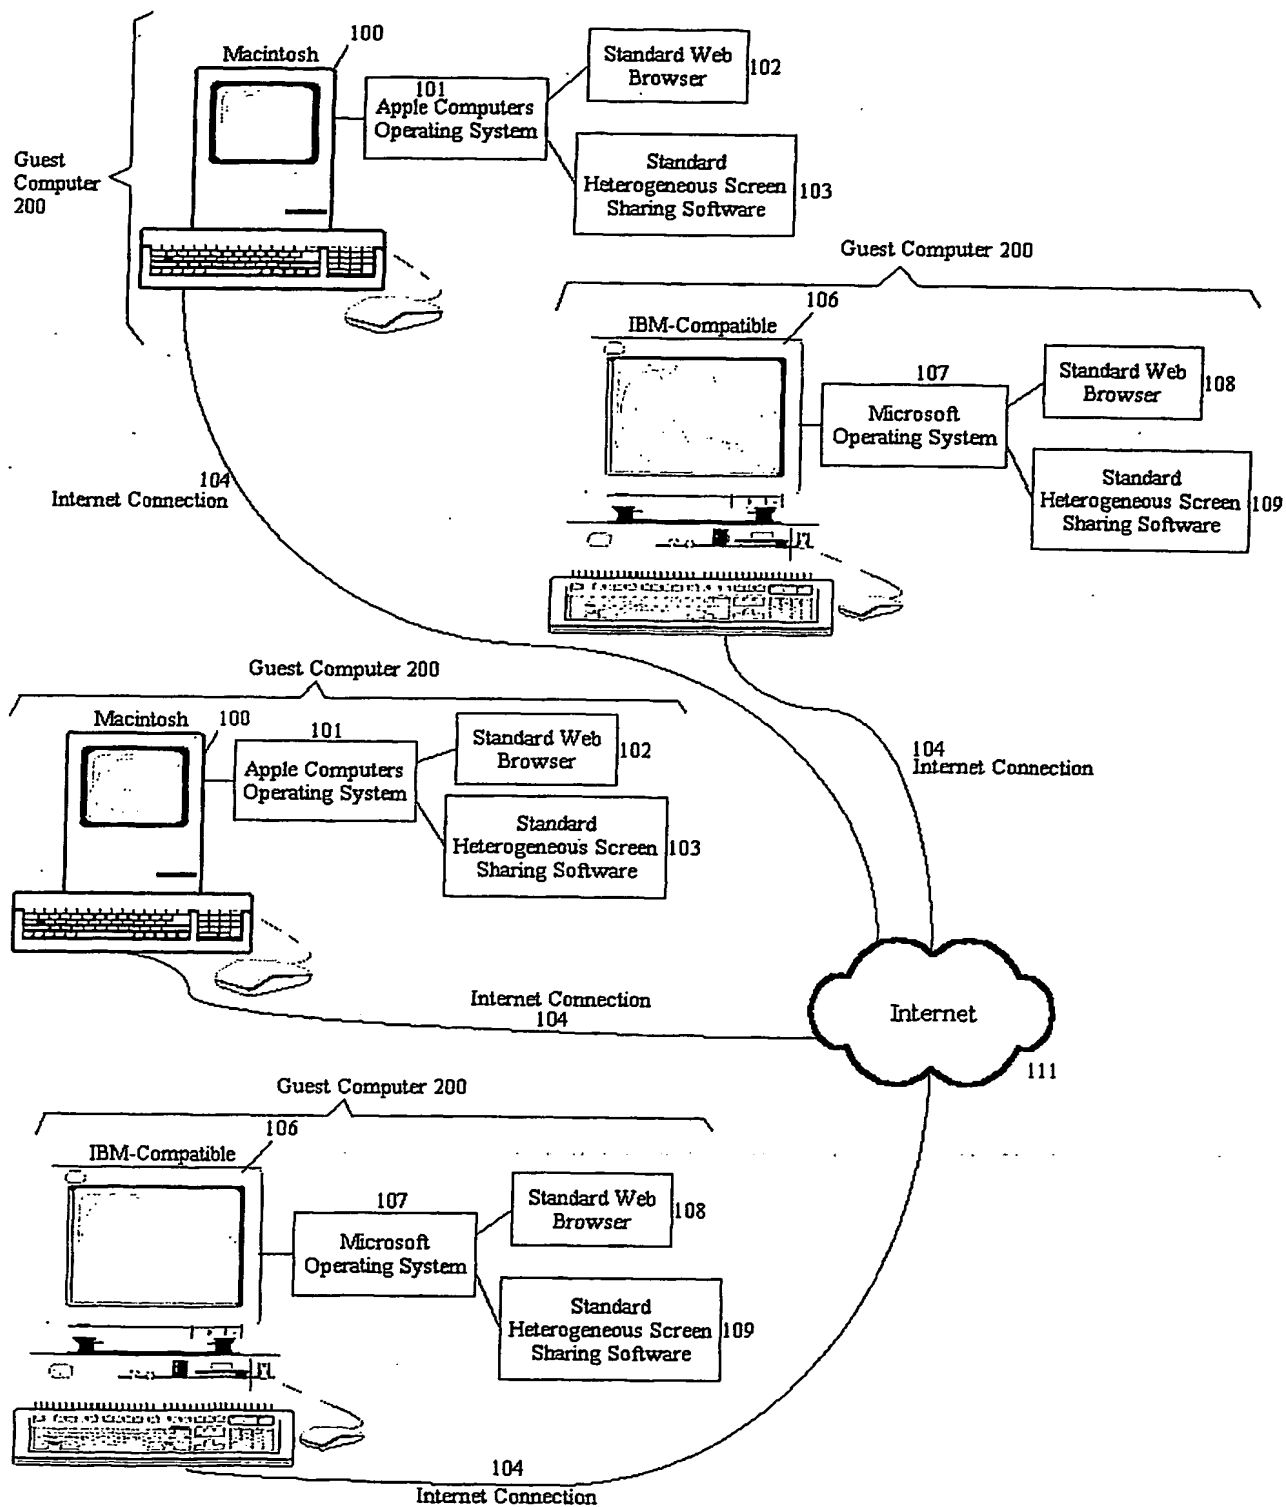 100
Macintosh
Standard Web
Browser
102
101
Apple Computers
Operating System
Guest
Computer
200
Standard
Heterogeneous Screen
Sharing Software
103
Guest Computer 200
106
IBM-Compatible
107
Microsoft
Operating System
Standard Web
Browser
108
Standard
Heterogeneous Screen
Sharing Software
109
104
Internet Connection
Guest Computer 200
Macintosh
100
101
Apple Computers
Operating System
Standard Web
Browser
102
Standard
Heterogeneous Screen
Sharing Software
103
104
Internet Connection
Internet Connection
104
Internet
111
Guest Computer 200
106
IBM-Compatible
107
Microsoft
Operating System
Standard Web
Browser
108
Standard
Heterogeneous Screen
Sharing Software
109
104
Internet Connection